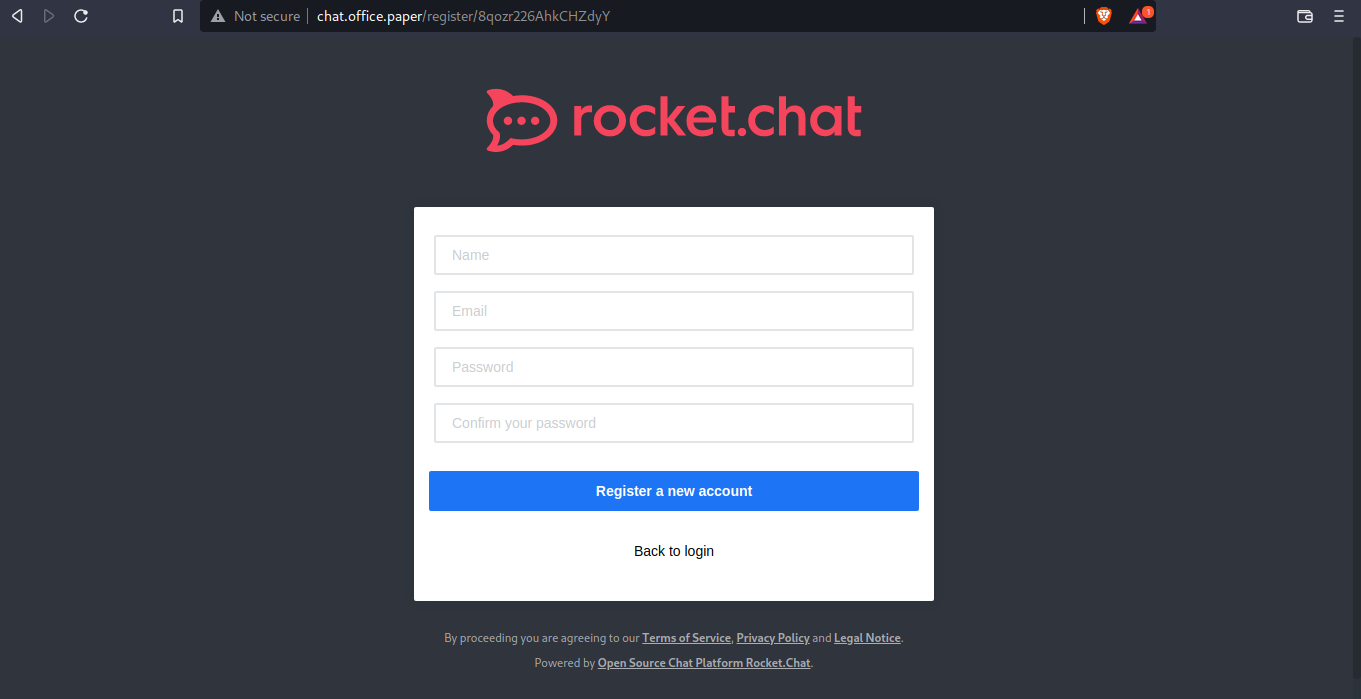 Not secure chat.office.paper/register/8qozr226AhkCHZdyY 1
rocket.chat
Name
Email
Password
Confirm your password
Register a new account
Back to login
By proceeding you are agreeing to our Terms of Service, Privacy Policy and Legal Notice.
Powered by Open Source Chat Platform Rocket.Chat.